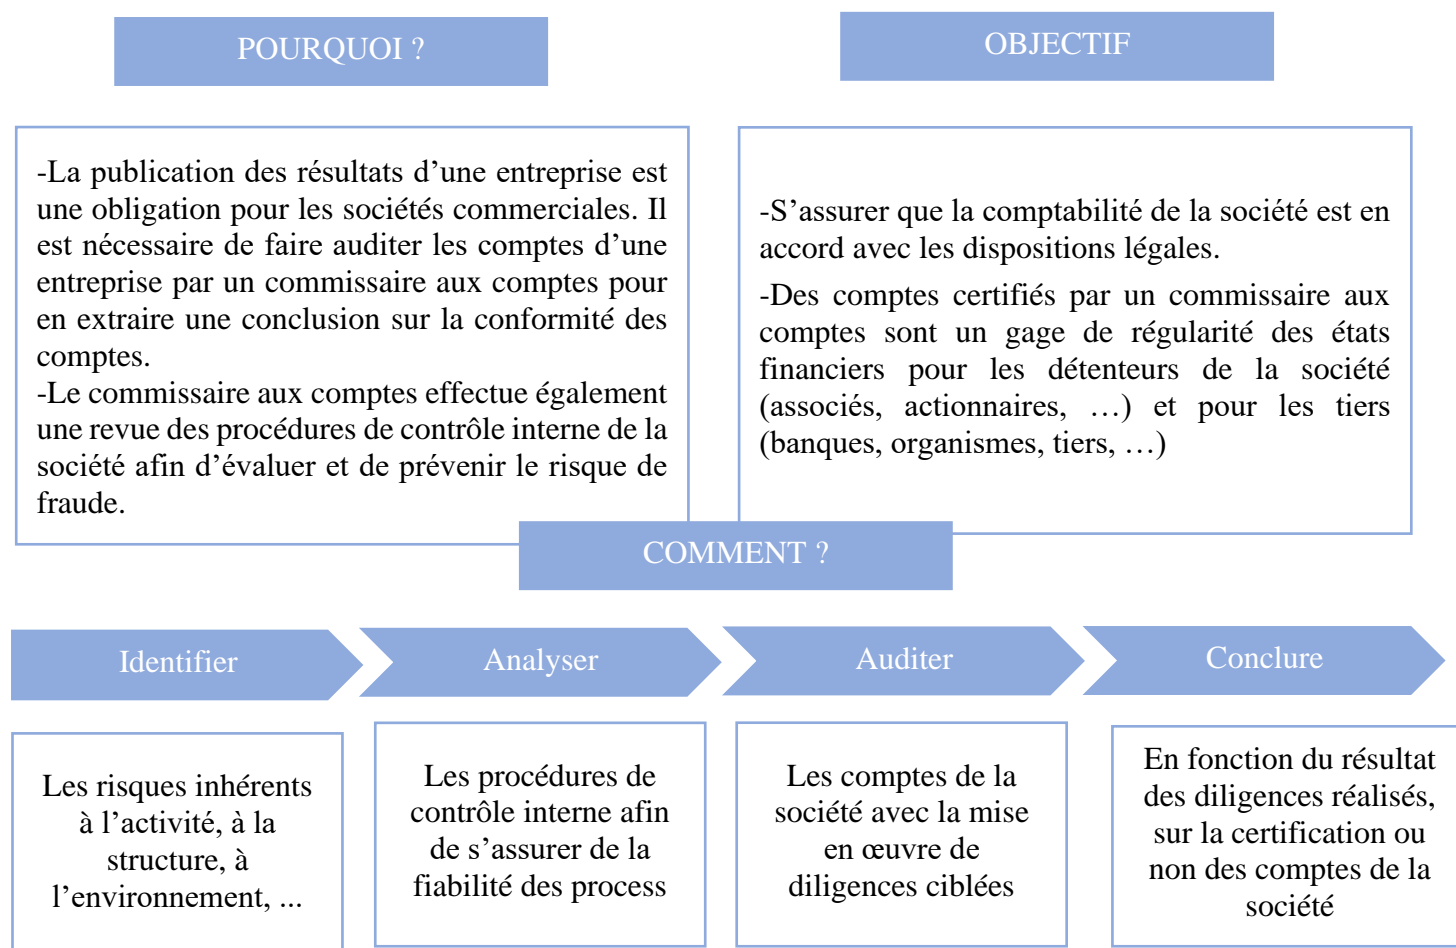 POURQUOI ?
-La publication des résultats d’une entreprise est
une obligation pour les sociétés commerciales. Il
est nécessaire de faire auditer les comptes d’une
entreprise par un commissaire aux comptes pour
en extraire une conclusion sur la conformité des
comptes.
-Le commissaire aux comptes effectue également
une revue des procédures de contrôle interne de la
société afin d’évaluer et de prévenir le risque de
fraude.
OBJECTIF
-S’assurer que la comptabilité de la société est en
accord avec les dispositions légales.
-Des comptes certifiés par un commissaire aux
comptes sont un gage de régularité des états
financiers pour les détenteurs de la société
(associés, actionnaires, …) et pour les tiers
(banques, organismes, tiers, …)
COMMENT ?
Identifier
Les risques inhérents
à l’activité, à la
structure, à
l’environnement, ...
Analyser
Les procédures de
contrôle interne afin
de s’assurer de la
fiabilité des process
Auditer
Les comptes de la
société avec la mise
en œuvre de
diligences ciblées
Conclure
En fonction du résultat
des diligences réalisés,
sur la certification ou
non des comptes de la
société